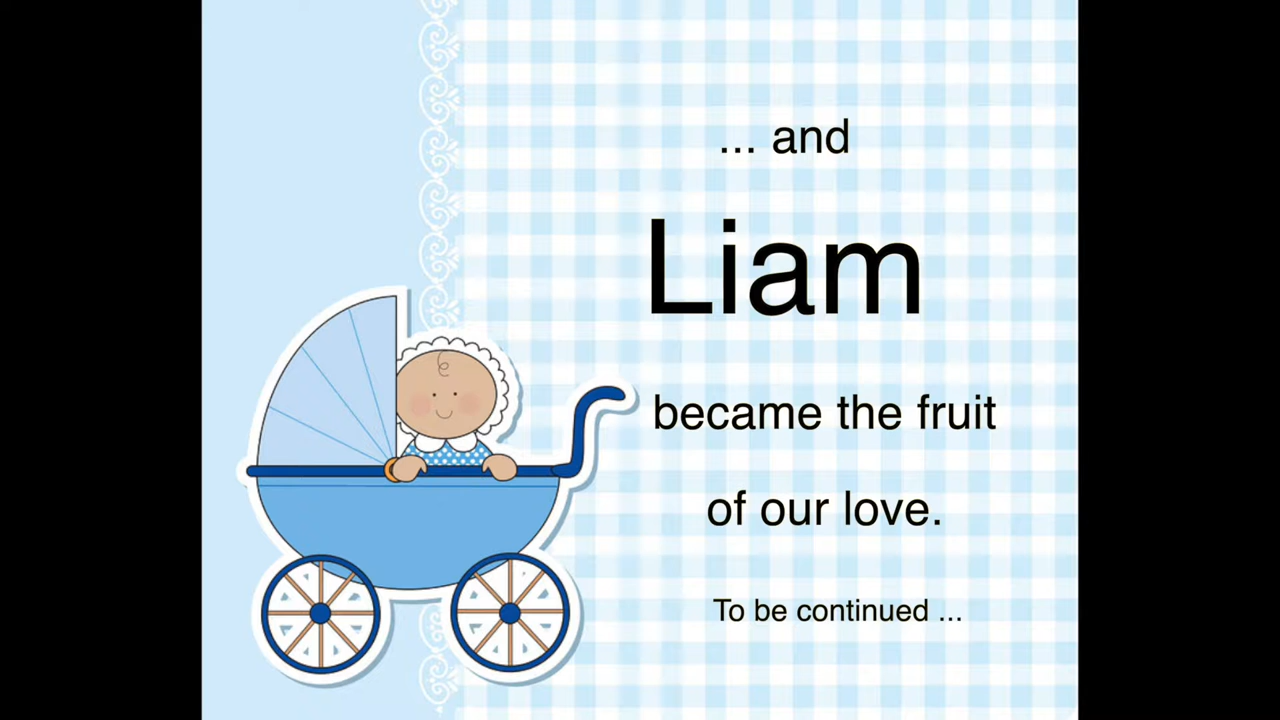 ... and
Liam
became the fruit
of our love.
To be continued ...